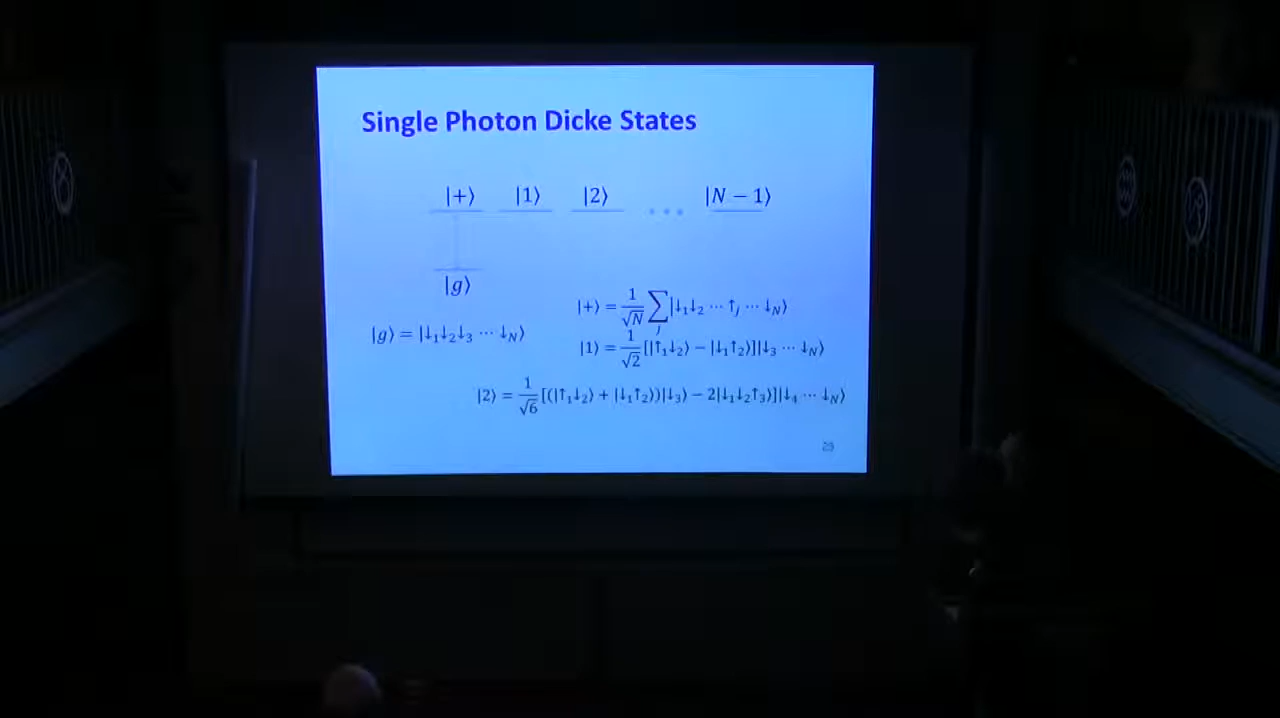 Single Photon Dicke States
|+⟩ |1⟩ |2⟩ ... |N − 1⟩
|g⟩
|+⟩ = 1/√N ∑_j |↓₁↓₂ ⋯ ↑ⱼ ⋯ ↓_N⟩
|g⟩ = |↓₁↓₂↓₃ ⋯ ↓_N⟩
|1⟩ = 1/√2 [|↑₁↓₂⟩ − |↓₁↑₂⟩]|↓₃ ⋯ ↓_N⟩
|2⟩ = 1/√6 [(|↑₁↓₂⟩ + |↓₁↑₂⟩)|↓₃⟩ − 2|↓₁↓₂↑₃⟩]|↓₄ ⋯ ↓_N⟩